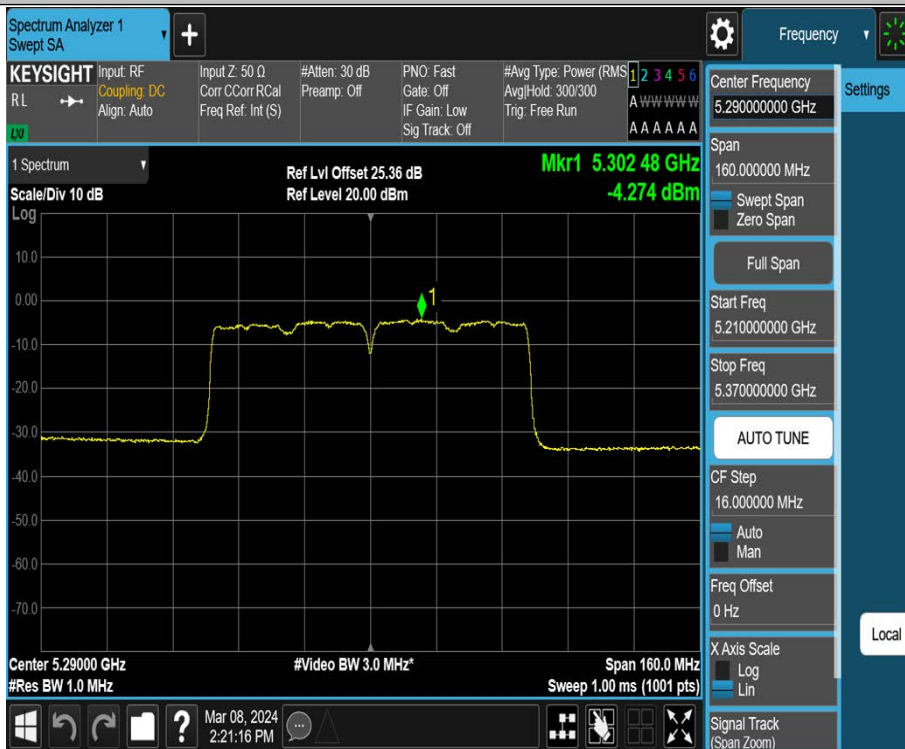 Spectrum Analyzer 1
Swept SA
+
Frequency
KEYSIGHT
RL
LXI
Input: RF
Coupling: DC
Align: Auto
Input Z: 50 Ω
Corr CCorr RCal
Freq Ref: Int (S)
#Atten: 30 dB
Preamp: Off
PNO: Fast
Gate: Off
IF Gain: Low
Sig Track: Off
#Avg Type: Power (RMS
Avg|Hold: 300/300
Trig: Free Run
1 2 3 4 5 6
A W W W W W
A A A A A A
1 Spectrum
Scale/Div 10 dB
Log
Ref Lvl Offset 25.36 dB
Ref Level 20.00 dBm
Mkr1 5.302 48 GHz
-4.274 dBm
10.0
0.00
-10.0
-20.0
-30.0
-40.0
-50.0
-60.0
-70.0
1
Center 5.29000 GHz
#Res BW 1.0 MHz
#Video BW 3.0 MHz*
Span 160.0 MHz
Sweep 1.00 ms (1001 pts)
Center Frequency
5.290000000 GHz
Span
160.000000 MHz
Swept Span
Zero Span
Full Span
Start Freq
5.210000000 GHz
Stop Freq
5.370000000 GHz
AUTO TUNE
CF Step
16.000000 MHz
Auto
Man
Freq Offset
0 Hz
X Axis Scale
Log
Lin
Signal Track
(Span Zoom)
Settings
Local
?
Mar 08, 2024
2:21:16 PM